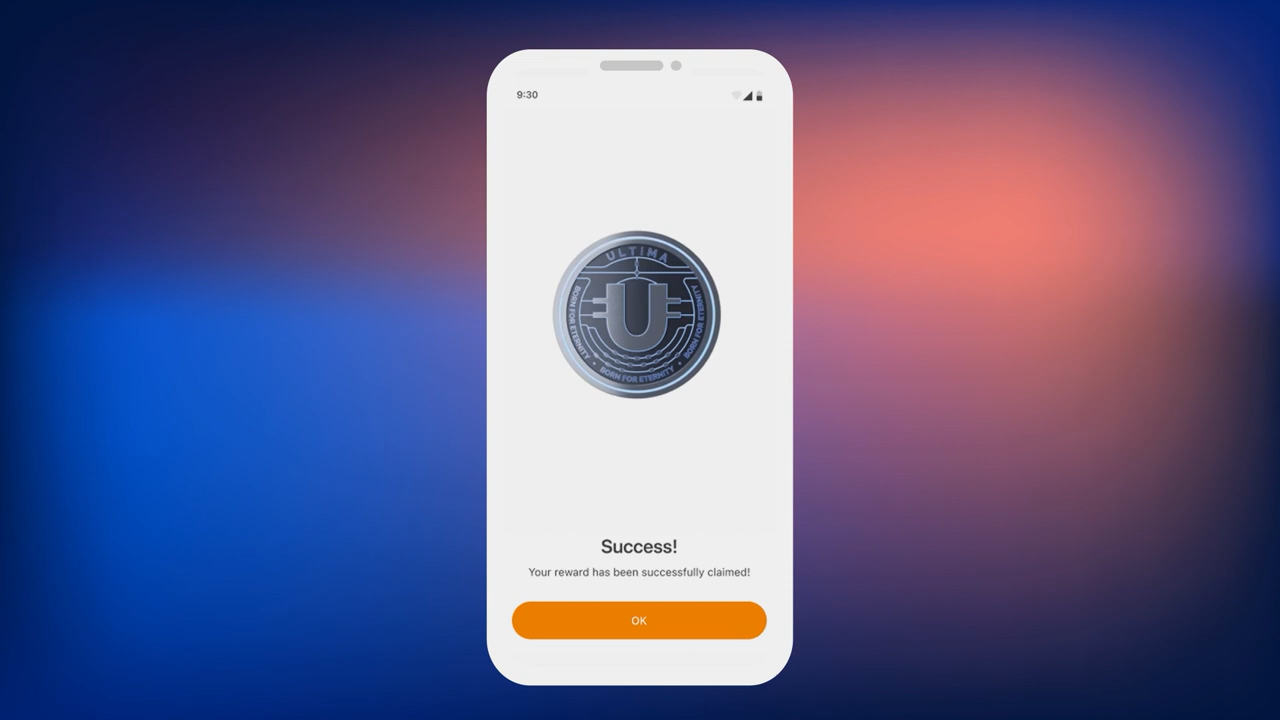 9:30
ULTIMA
BORN FOR ETERNITY
BORN FOR ETERNITY
BORN FOR ETERNITY
Success!
Your reward has been successfully claimed!
OK